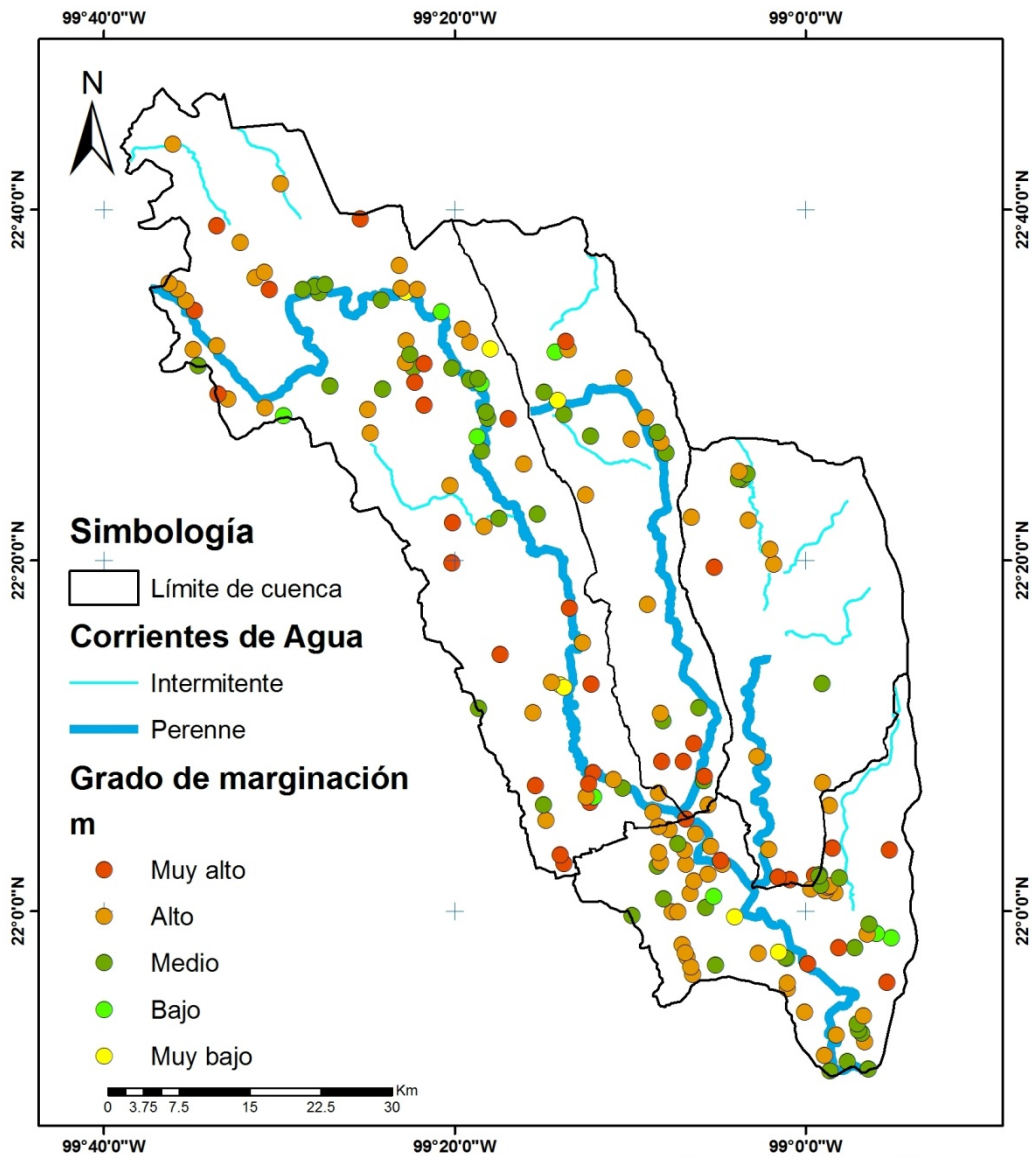 99°40'0"W 99°20'0"W 99°0'0"W
N
22°40'0"N 22°40'0"N
22°20'0"N 22°20'0"N
22°0'0"N 22°0'0"N
Simbología
Límite de cuenca
Corrientes de Agua
Intermitente
Perenne
Grado de marginación
m
Muy alto
Alto
Medio
Bajo
Muy bajo
Km
0 3.75 7.5 15 22.5 30
99°40'0"W 99°20'0"W 99°0'0"W